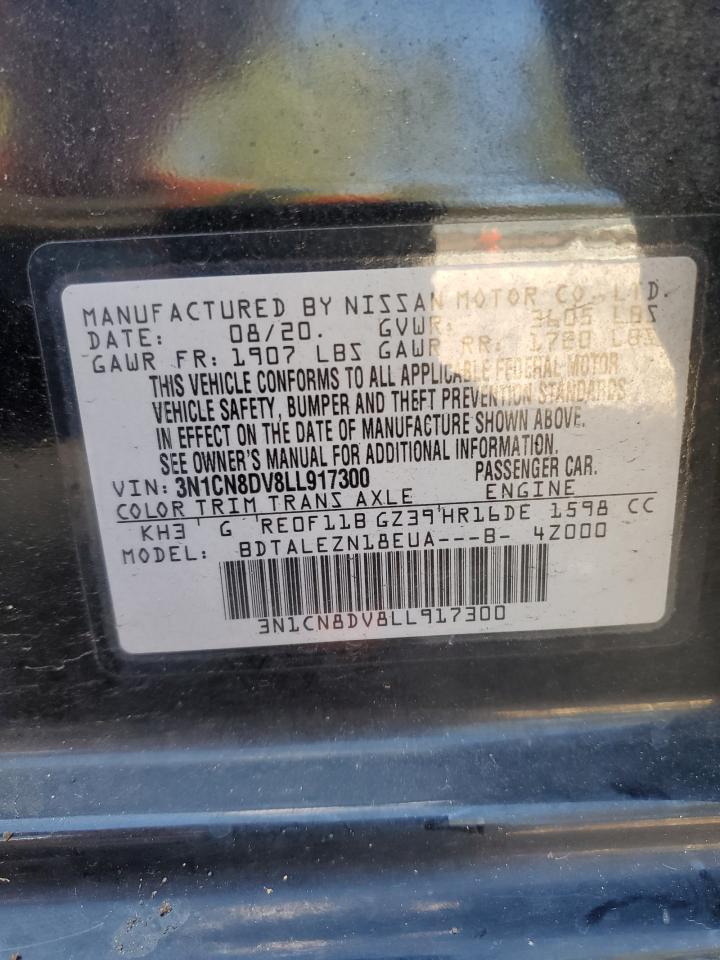 MANUFACTURED BY NISSAN MOTOR CO., LTD.
DATE: 08/20. GVWR: 3605 LBS
GAWR FR: 1907 LBS GAWR RR: 1720 LBS
THIS VEHICLE CONFORMS TO ALL APPLICABLE FEDERAL MOTOR
VEHICLE SAFETY, BUMPER AND THEFT PREVENTION STANDARDS
IN EFFECT ON THE DATE OF MANUFACTURE SHOWN ABOVE.
SEE OWNER'S MANUAL FOR ADDITIONAL INFORMATION.
VIN: 3N1CN8DV8LL917300 PASSENGER CAR.
COLOR TRIM TRANS AXLE ENGINE
KH3 G RE0F11B GZ39 HR16DE 1598 CC
MODEL: BDTALEZN18EUA---B- 4Z000
3N1CN8DV8LL917300